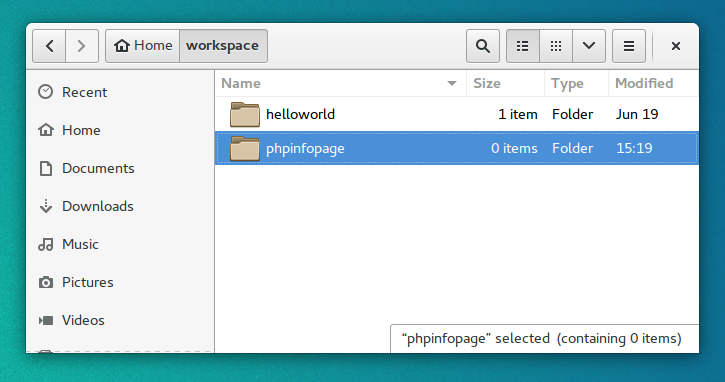 Home workspace
Name Size Type Modified
Recent
Home
Documents
Downloads
Music
Pictures
Videos
helloworld 1 item Folder Jun 19
phpinfopage 0 items Folder 15:19
“phpinfopage” selected (containing 0 items)